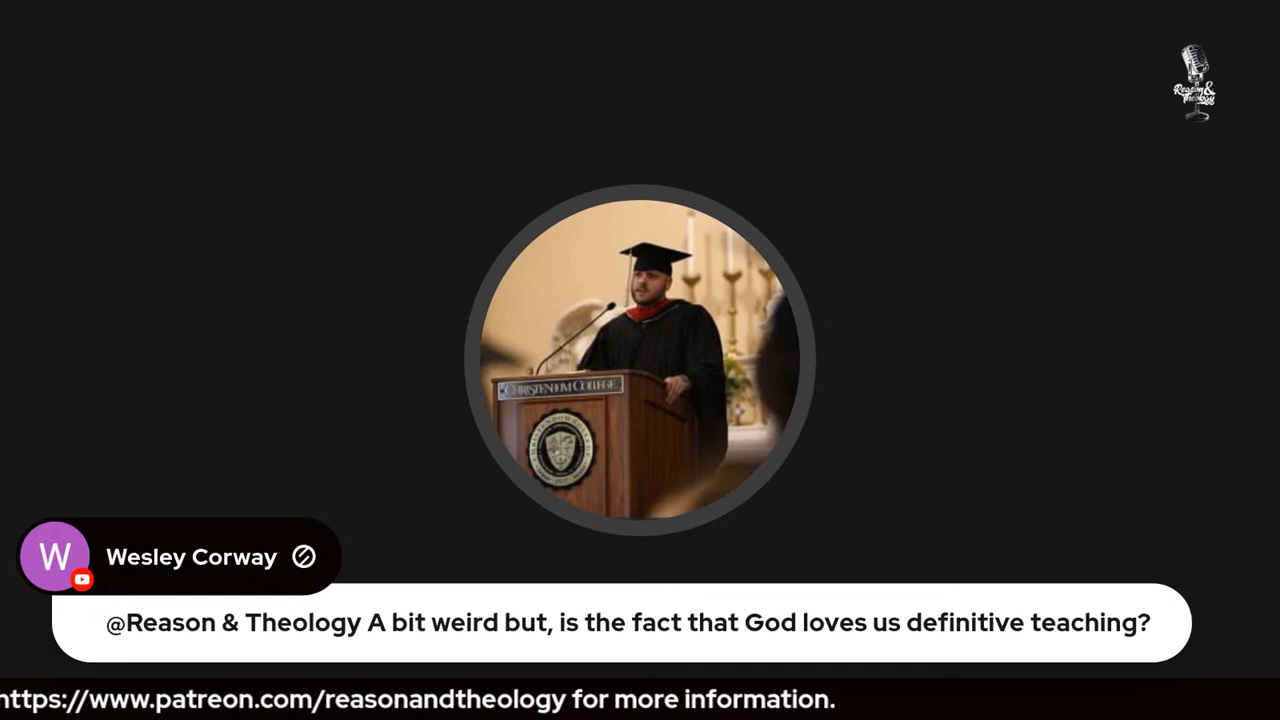 Reason &
Theology
CHRISTENDOM COLLEGE
W
Wesley Corway
@Reason & Theology A bit weird but, is the fact that God loves us definitive teaching?
https://www.patreon.com/reasonandtheology for more information.